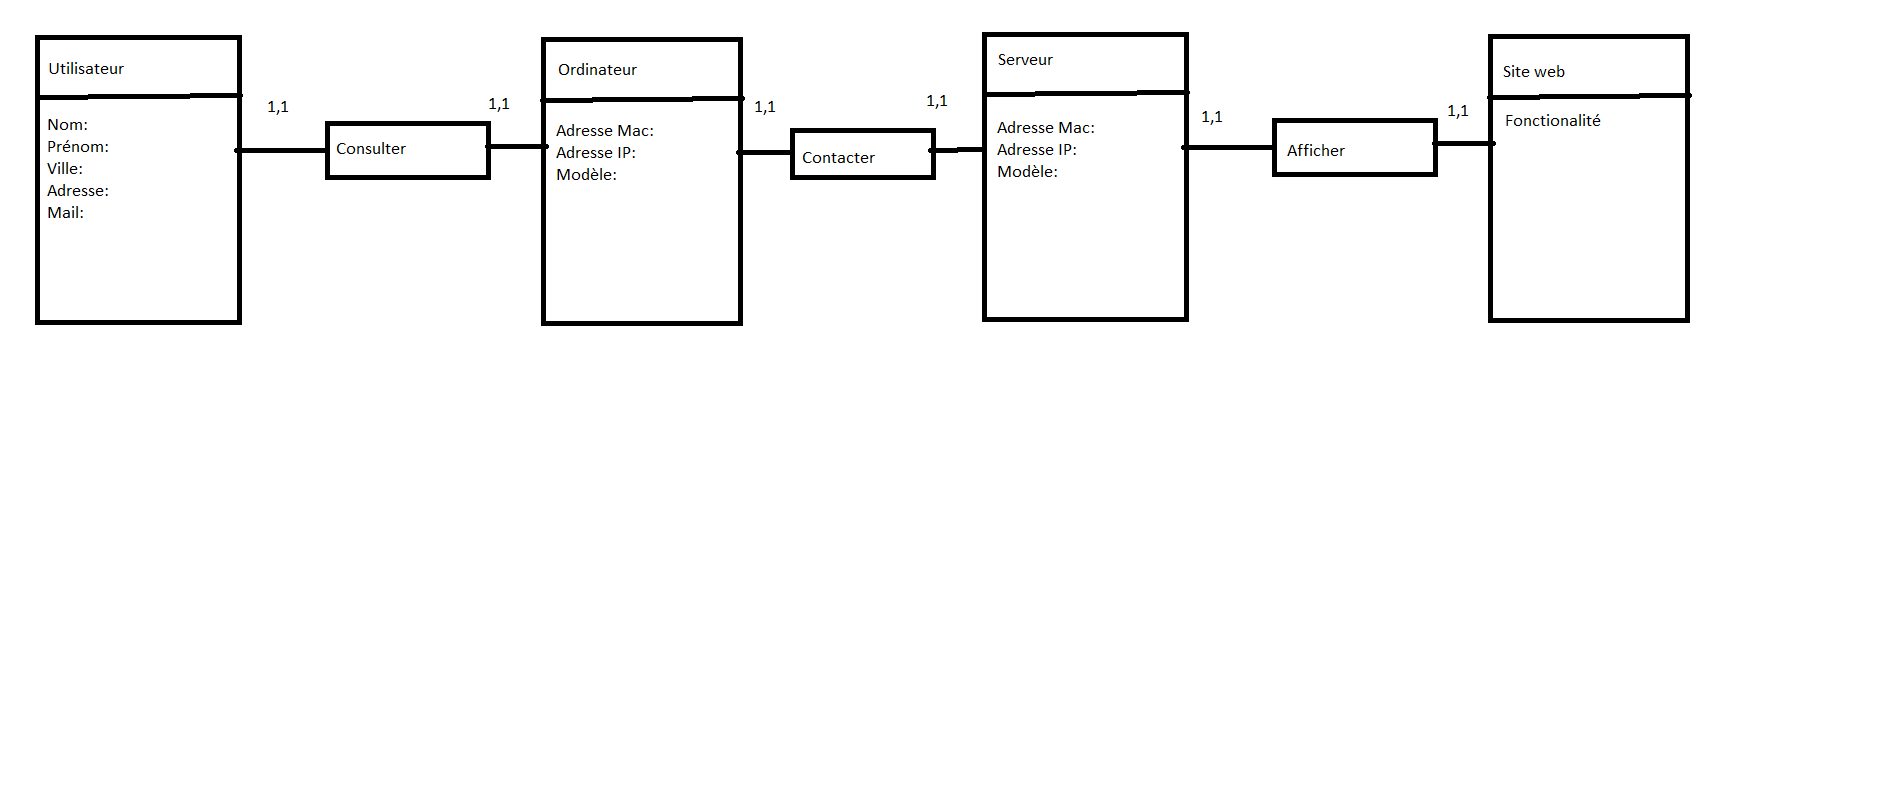 Utilisateur
Nom:
Prénom:
Ville:
Adresse:
Mail:
1,1
Consulter
1,1
Ordinateur
Adresse Mac:
Adresse IP:
Modèle:
1,1
Contacter
1,1
Serveur
Adresse Mac:
Adresse IP:
Modèle:
1,1
Afficher
1,1
Site web
Fonctionalité